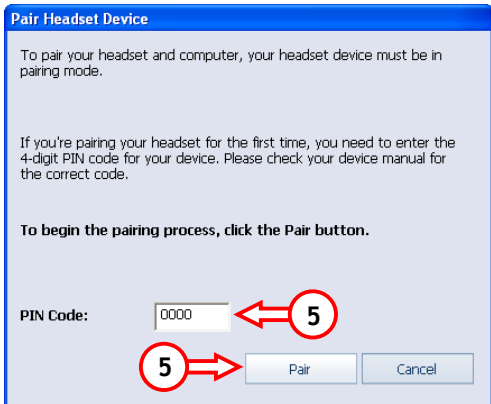 Pair Headset Device
To pair your headset and computer, your headset device must be in
pairing mode.
If you're pairing your headset for the first time, you need to enter the
4-digit PIN code for your device. Please check your device manual for
the correct code.
To begin the pairing process, click the Pair button.
PIN Code: 0000 5
5 Pair Cancel